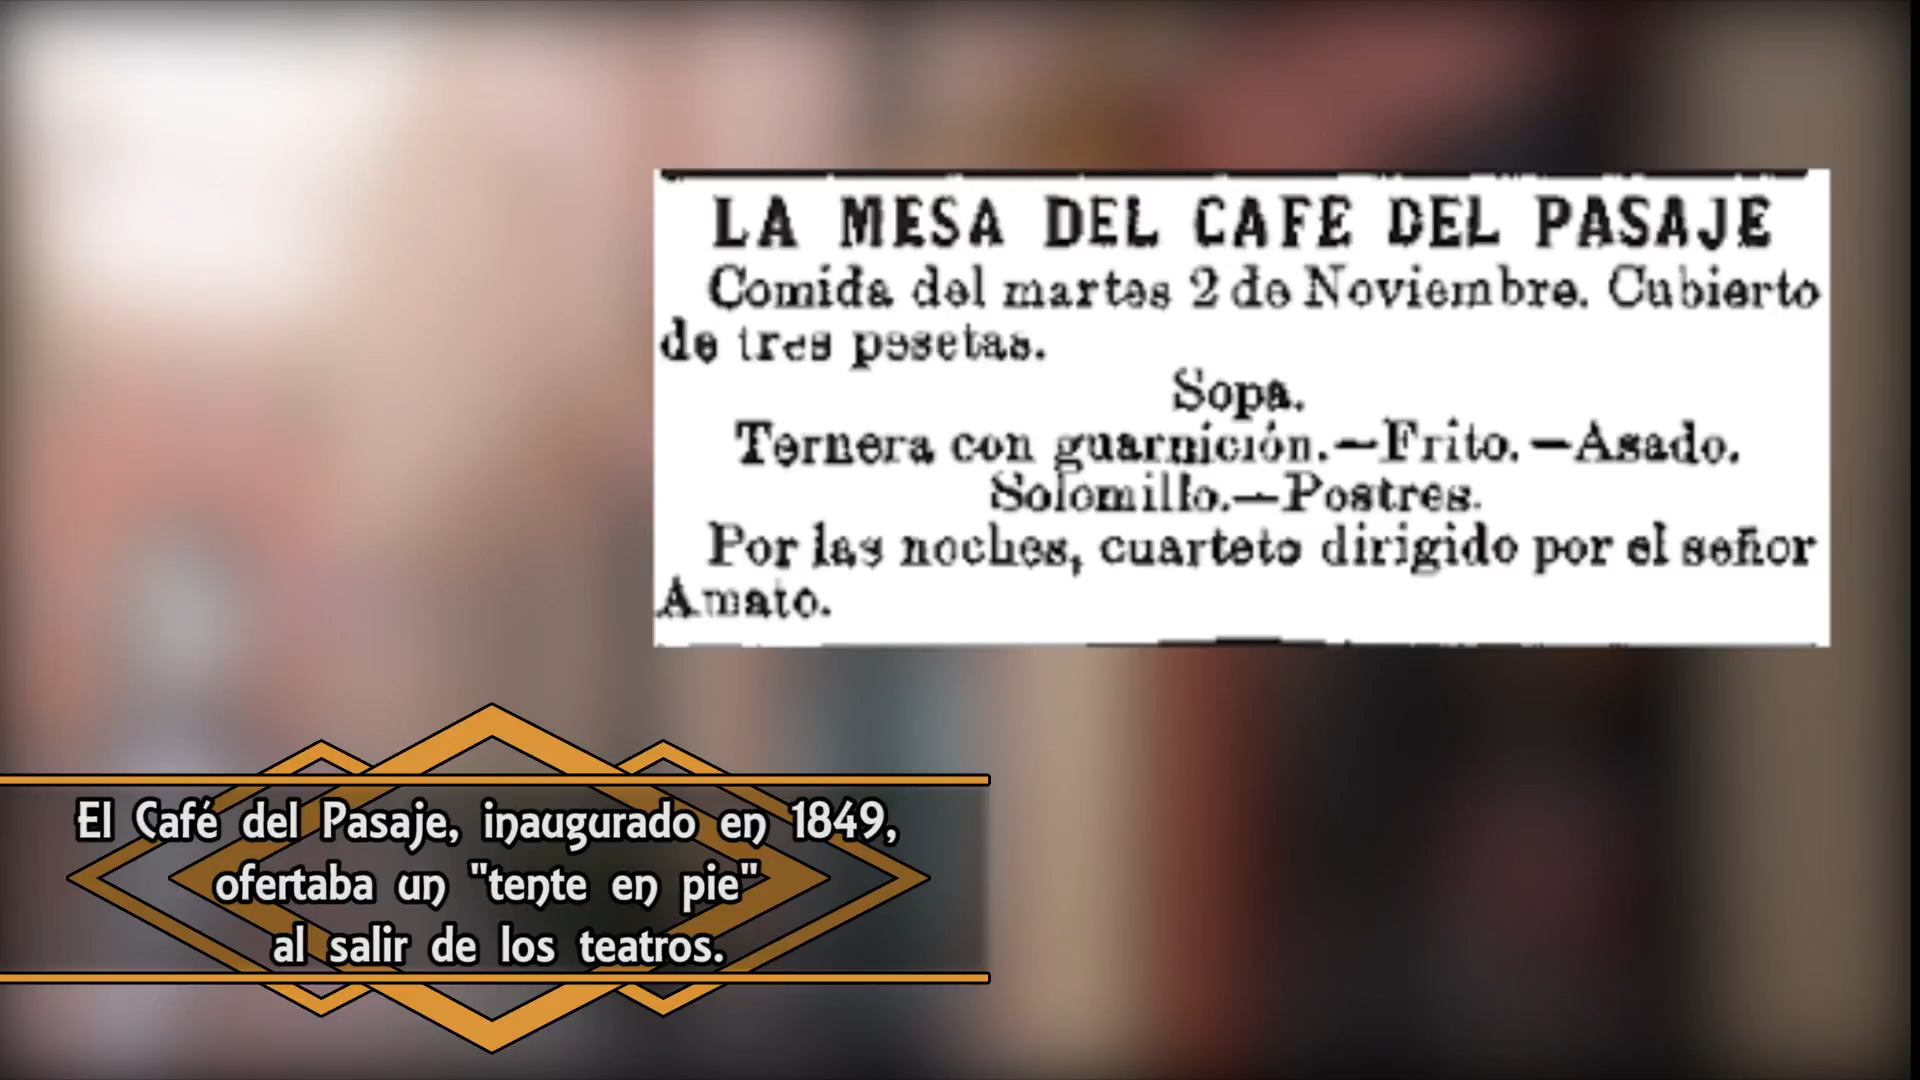 LA MESA DEL CAFE DEL PASAJE
Comida del martes 2 de Noviembre. Cubierto
de tres pesetas.
Sopa.
Ternera con guarnición.—Frito.—Asado.
Solomillo.—Postres.
Por las noches, cuarteto dirigido por el señor
Amato.
El Café del Pasaje, inaugurado en 1849,
ofertaba un "tente en pie"
al salir de los teatros.